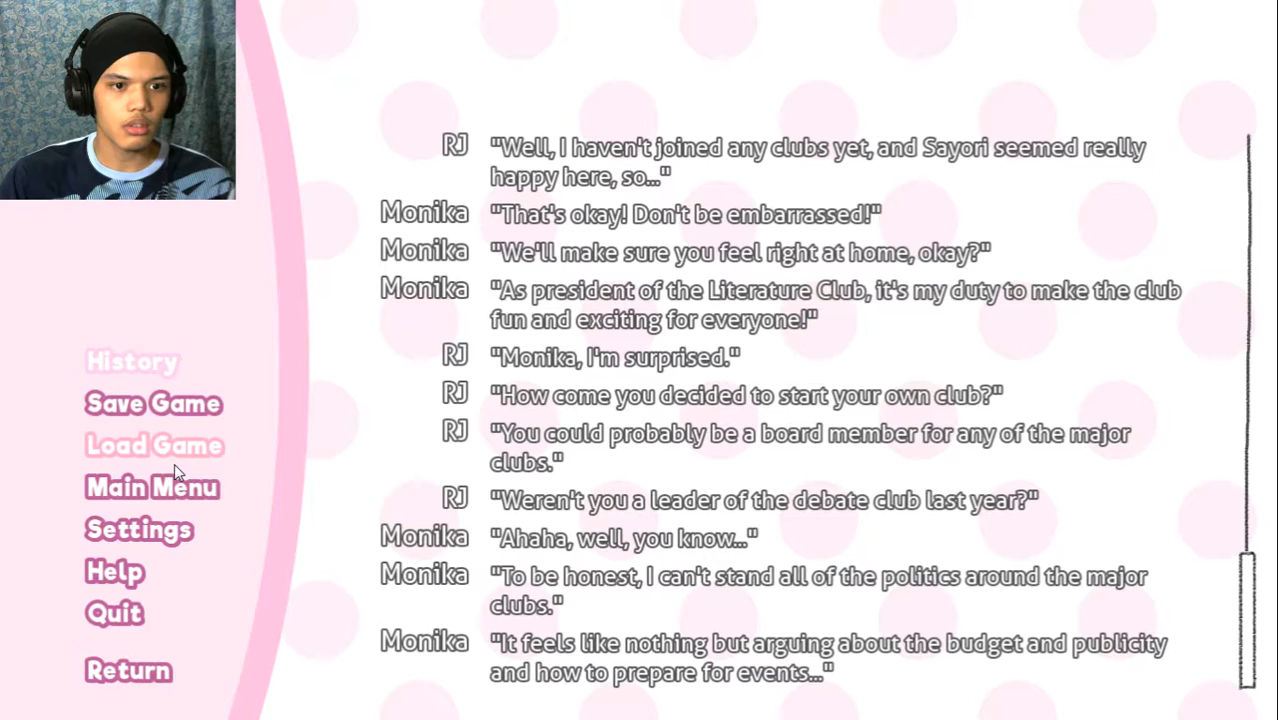 RJ "Well, I haven't joined any clubs yet, and Sayori seemed really
happy here, so..."
Monika "That's okay! Don't be embarrassed!"
Monika "We'll make sure you feel right at home, okay?"
Monika "As president of the Literature Club, it's my duty to make the club
fun and exciting for everyone!"
RJ "Monika, I'm surprised."
RJ "How come you decided to start your own club?"
RJ "You could probably be a board member for any of the major
clubs."
RJ "Weren't you a leader of the debate club last year?"
Monika "Ahaha, well, you know..."
Monika "To be honest, I can't stand all of the politics around the major
clubs."
Monika "It feels like nothing but arguing about the budget and publicity
and how to prepare for events..."
History
Save Game
Load Game
Main Menu
Settings
Help
Quit
Return